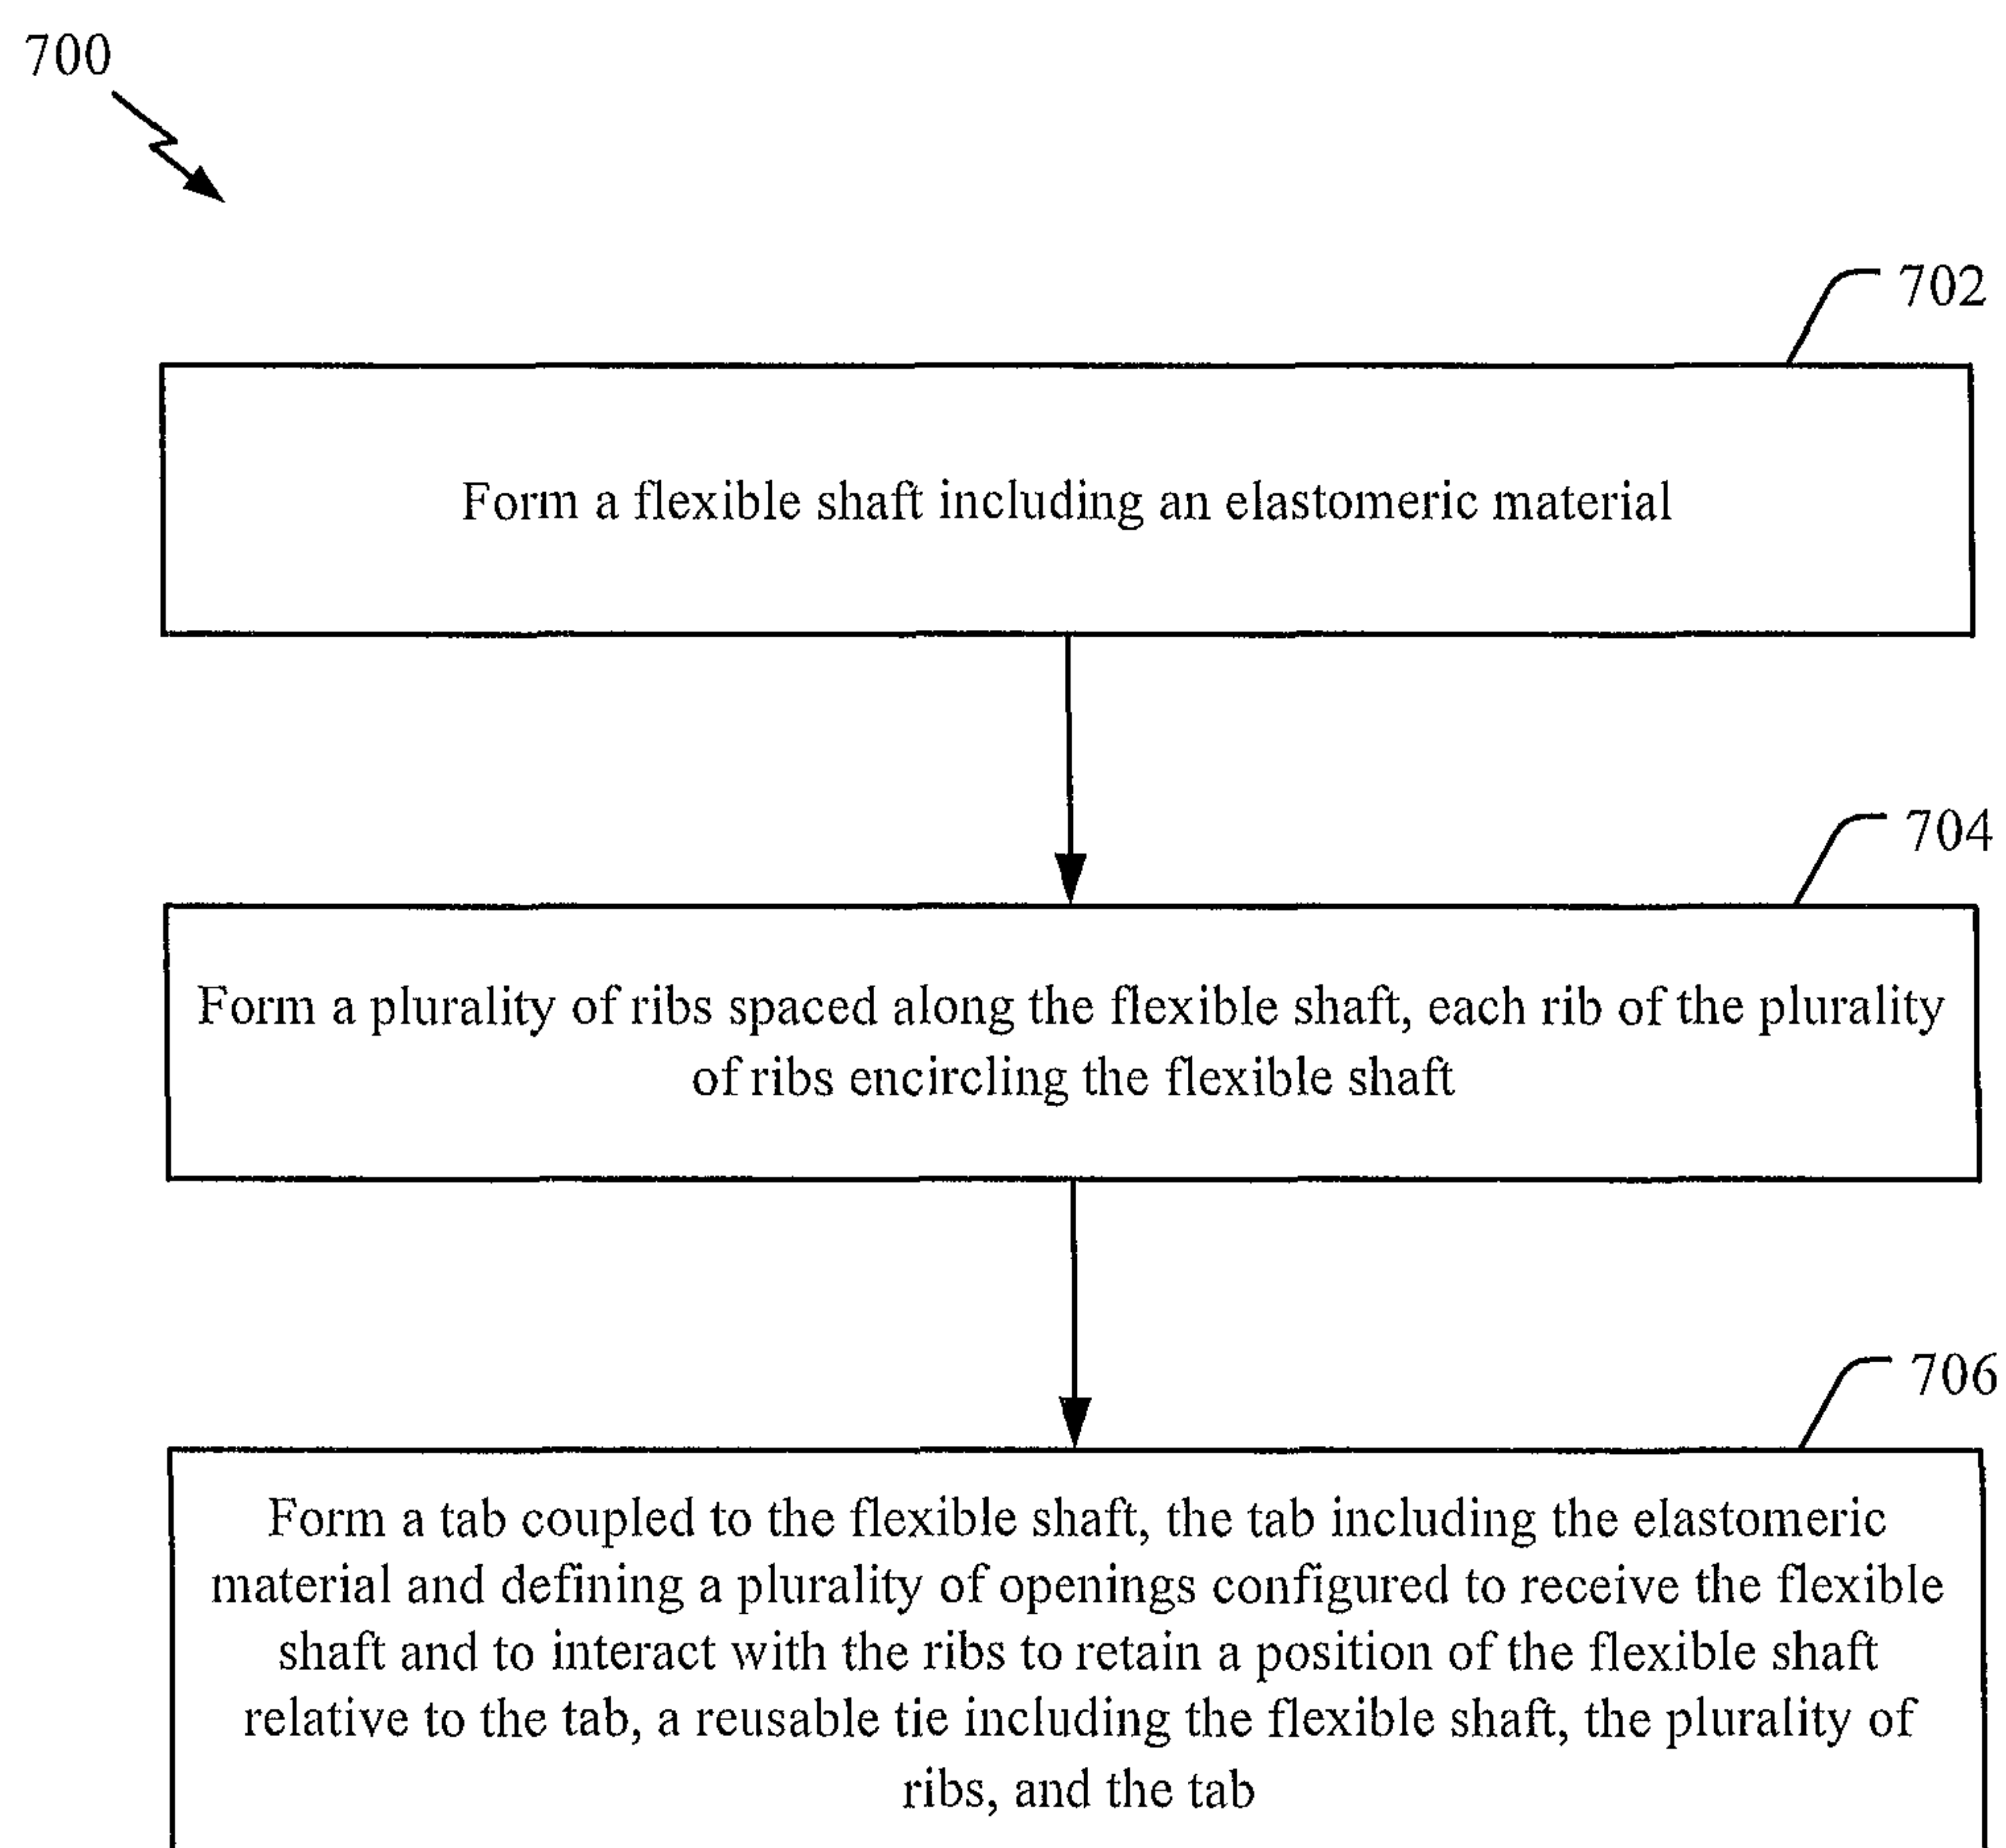 700
702
Form a flexible shaft including an elastomeric material
704
Form a plurality of ribs spaced along the flexible shaft, each rib of the plurality
of ribs encircling the flexible shaft
706
Form a tab coupled to the flexible shaft, the tab including the elastomeric
material and defining a plurality of openings configured to receive the flexible
shaft and to interact with the ribs to retain a position of the flexible shaft
relative to the tab, a reusable tie including the flexible shaft, the plurality of
ribs, and the tab